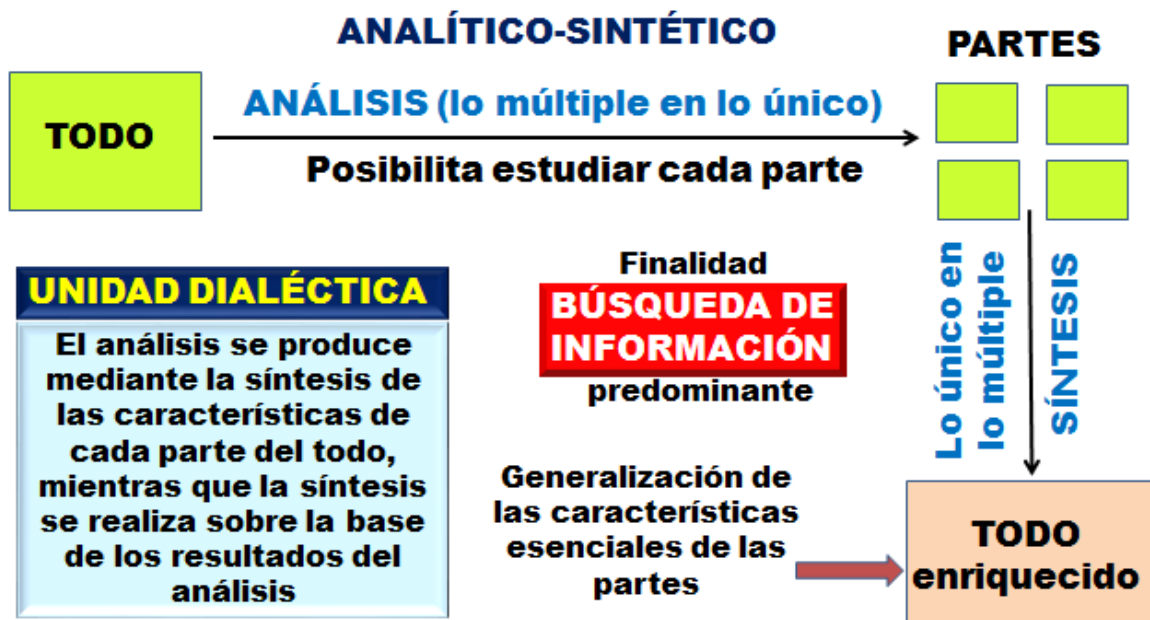 ANALÍTICO-SINTÉTICO
PARTES
TODO
ANÁLISIS (lo múltiple en lo único)
Posibilita estudiar cada parte
UNIDAD DIALÉCTICA
El análisis se produce
mediante la síntesis de
las características de
cada parte del todo,
mientras que la síntesis
se realiza sobre la base
de los resultados del
análisis
Finalidad
BÚSQUEDA DE
INFORMACIÓN
predominante
Lo único en
lo múltiple
SÍNTESIS
Generalización de
las características
esenciales de las
partes
TODO
enriquecido